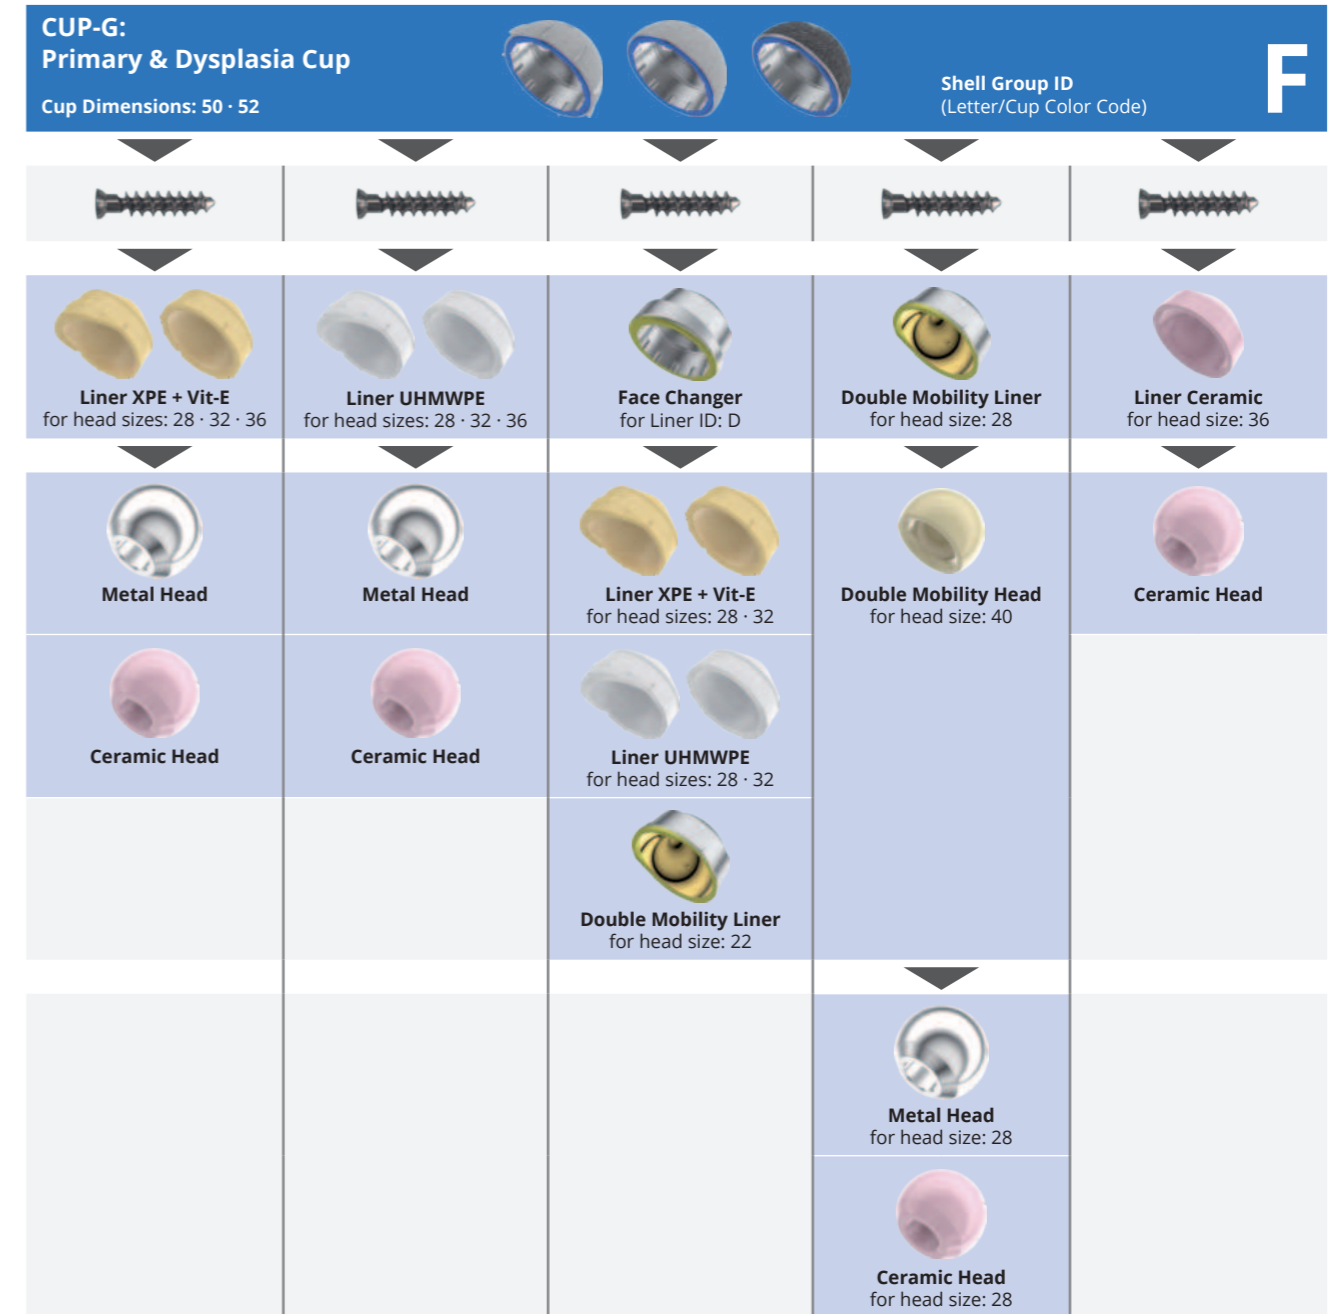 CUP-G:
Primary & Dysplasia Cup
Cup Dimensions: 50 · 52
Shell Group ID
(Letter/Cup Color Code)
F
Liner XPE + Vit-E
for head sizes: 28 · 32 · 36
Liner UHMWPE
for head sizes: 28 · 32 · 36
Face Changer
for Liner ID: D
Double Mobility Liner
for head size: 28
Liner Ceramic
for head size: 36
Metal Head
Metal Head
Liner XPE + Vit-E
for head sizes: 28 · 32
Double Mobility Head
for head size: 40
Ceramic Head
Ceramic Head
Ceramic Head
Liner UHMWPE
for head sizes: 28 · 32
Double Mobility Liner
for head size: 22
Metal Head
for head size: 28
Ceramic Head
for head size: 28